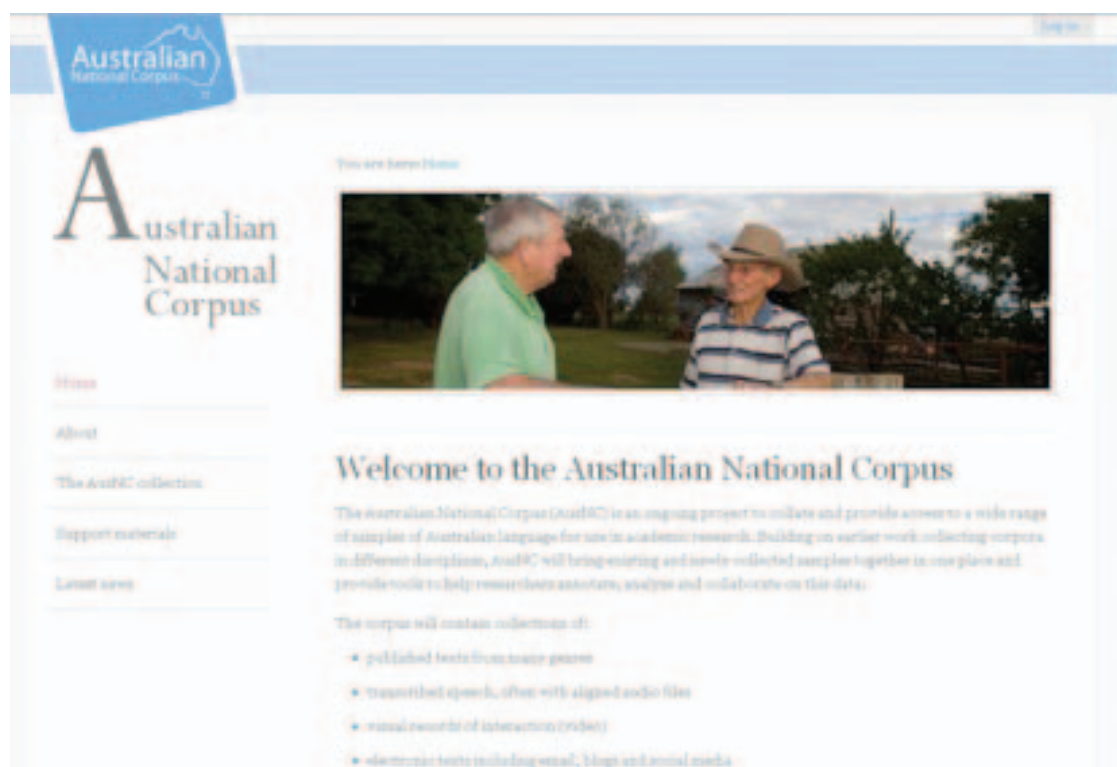 Log in
Australian
National Corpus
Australian
National
Corpus
You are here: Home
Home
About
The AusNC collection
Support materials
Latest news
Welcome to the Australian National Corpus
The Australian National Corpus (AusNC) is an ongoing project to collate and provide access to a wide range
of samples of Australian language for use in academic research. Building on earlier work collecting corpora
in different disciplines, AusNC will bring existing and newly collected samples together in one place and
provide tools to help researchers annotate, analyse and collaborate on this data.
The corpus will contain collections of:
• published texts from many genres
• transcribed speech, often with aligned audio files
• visual records of interaction (video)
• electronic texts including email, blogs and social media